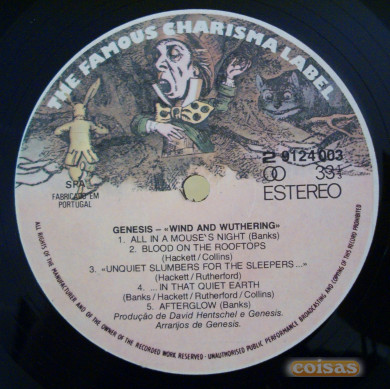 THE FAMOUS CHARISMA LABEL
SPA
FABRICADO EM
PORTUGAL
2 9124 003
33⅓
ESTEREO
GENESIS – «WIND AND WUTHERING»
1. ALL IN A MOUSE`S NIGHT (Banks)
2. BLOOD ON THE ROOFTOPS
(Hackett / Collins)
3. «UNQUIET SLUMBERS FOR THE SLEEPERS ...»
(Hackett / Rutherford)
4. ... IN THAT QUIET EARTH
(Banks / Hackett / Rutherford / Collins)
5. AFTERGLOW (Banks)
Produção de David Hentschel e Genesis.
Arranjos de Genesis.
ALL RIGHTS OF THE MANUFACTURER AND OF THE OWNER OF THE RECORDED WORK RESERVED - UNAUTHORISED PUBLIC PERFORMANCE BROADCASTING AND COPYING OF THIS RECORD PROHIBITED
coisas